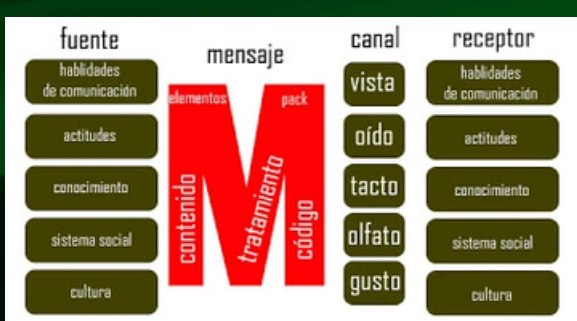 fuente
habilidades
de comunicación
actitudes
conocimiento
sistema social
cultura
mensaje
elementos
pack
contenido
tratamiento
código
canal
vista
oído
tacto
olfato
gusto
receptor
habilidades
de comunicación
actitudes
conocimiento
sistema social
cultura